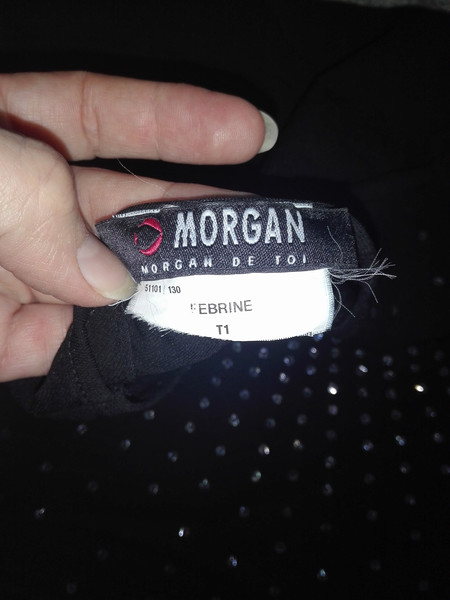 MORGAN
MORGAN DE TOI
51101 130
FEBRINE
T1